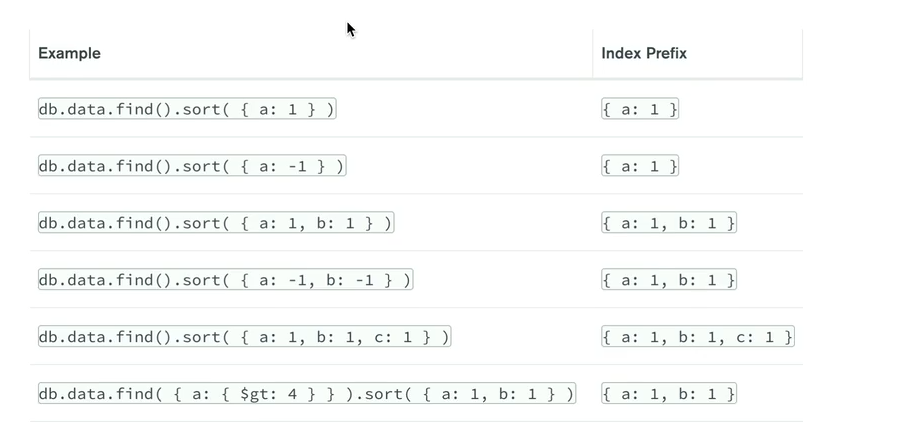 Example Index Prefix
db.data.find().sort( { a: 1 } ) { a: 1 }
db.data.find().sort( { a: -1 } ) { a: 1 }
db.data.find().sort( { a: 1, b: 1 } ) { a: 1, b: 1 }
db.data.find().sort( { a: -1, b: -1 } ) { a: 1, b: 1 }
db.data.find().sort( { a: 1, b: 1, c: 1 } ) { a: 1, b: 1, c: 1 }
db.data.find( { a: { $gt: 4 } } ).sort( { a: 1, b: 1 } ) { a: 1, b: 1 }